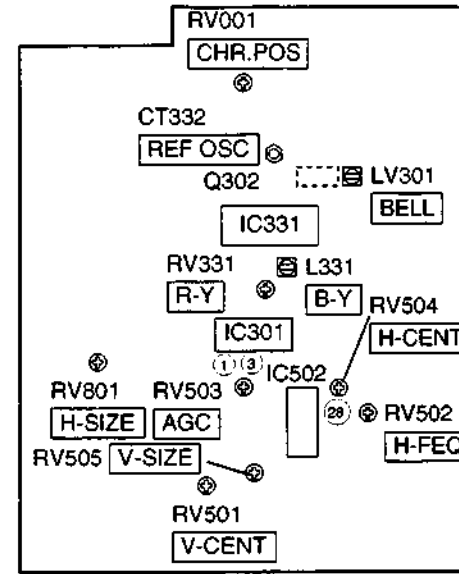 RV001
CHR.POS
CT332
REF OSC
Q302
LV301
BELL
IC331
RV331
L331
R-Y
B-Y
RV504
IC301
H-CENT
1 3
IC502
RV801
RV503
28
RV502
H-SIZE
AGC
H-FEQ
RV505
V-SIZE
RV501
V-CENT